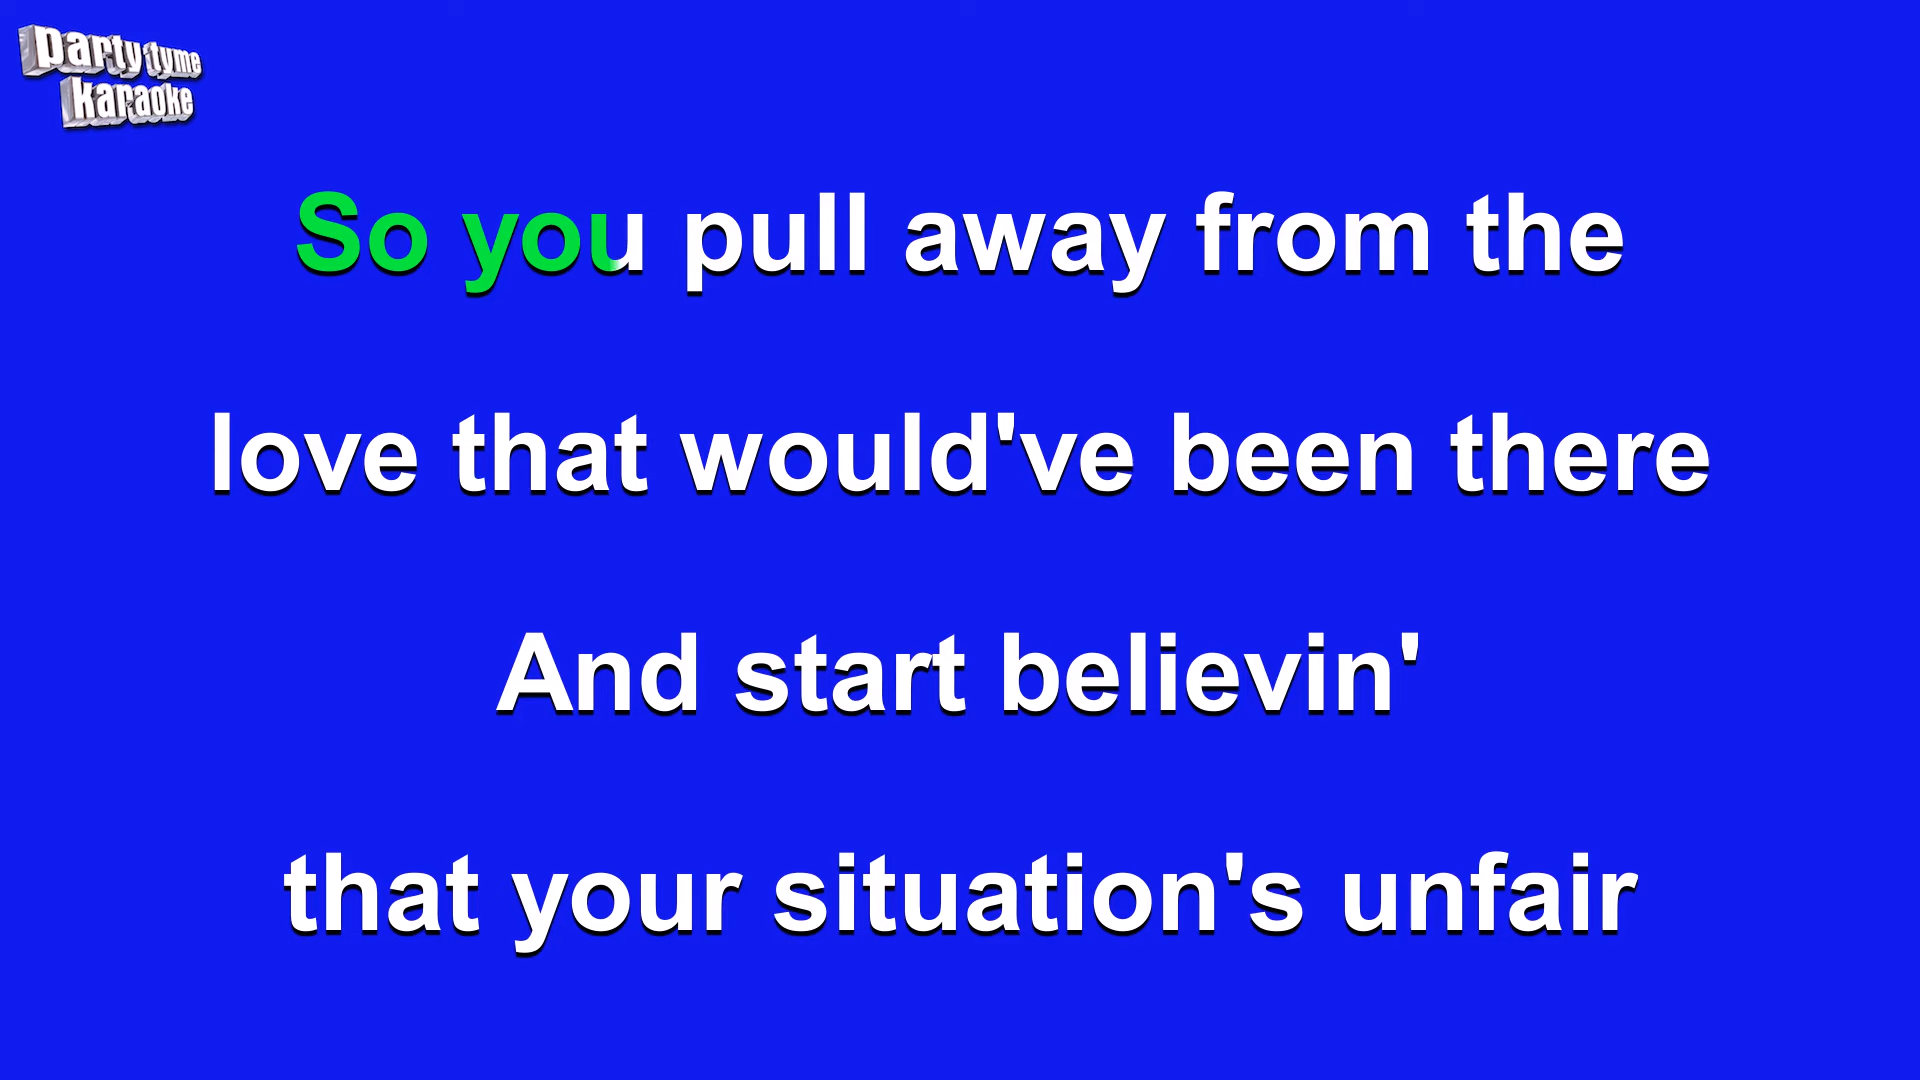 party tyme
karaoke
So you pull away from the
love that would've been there
And start believin'
that your situation's unfair